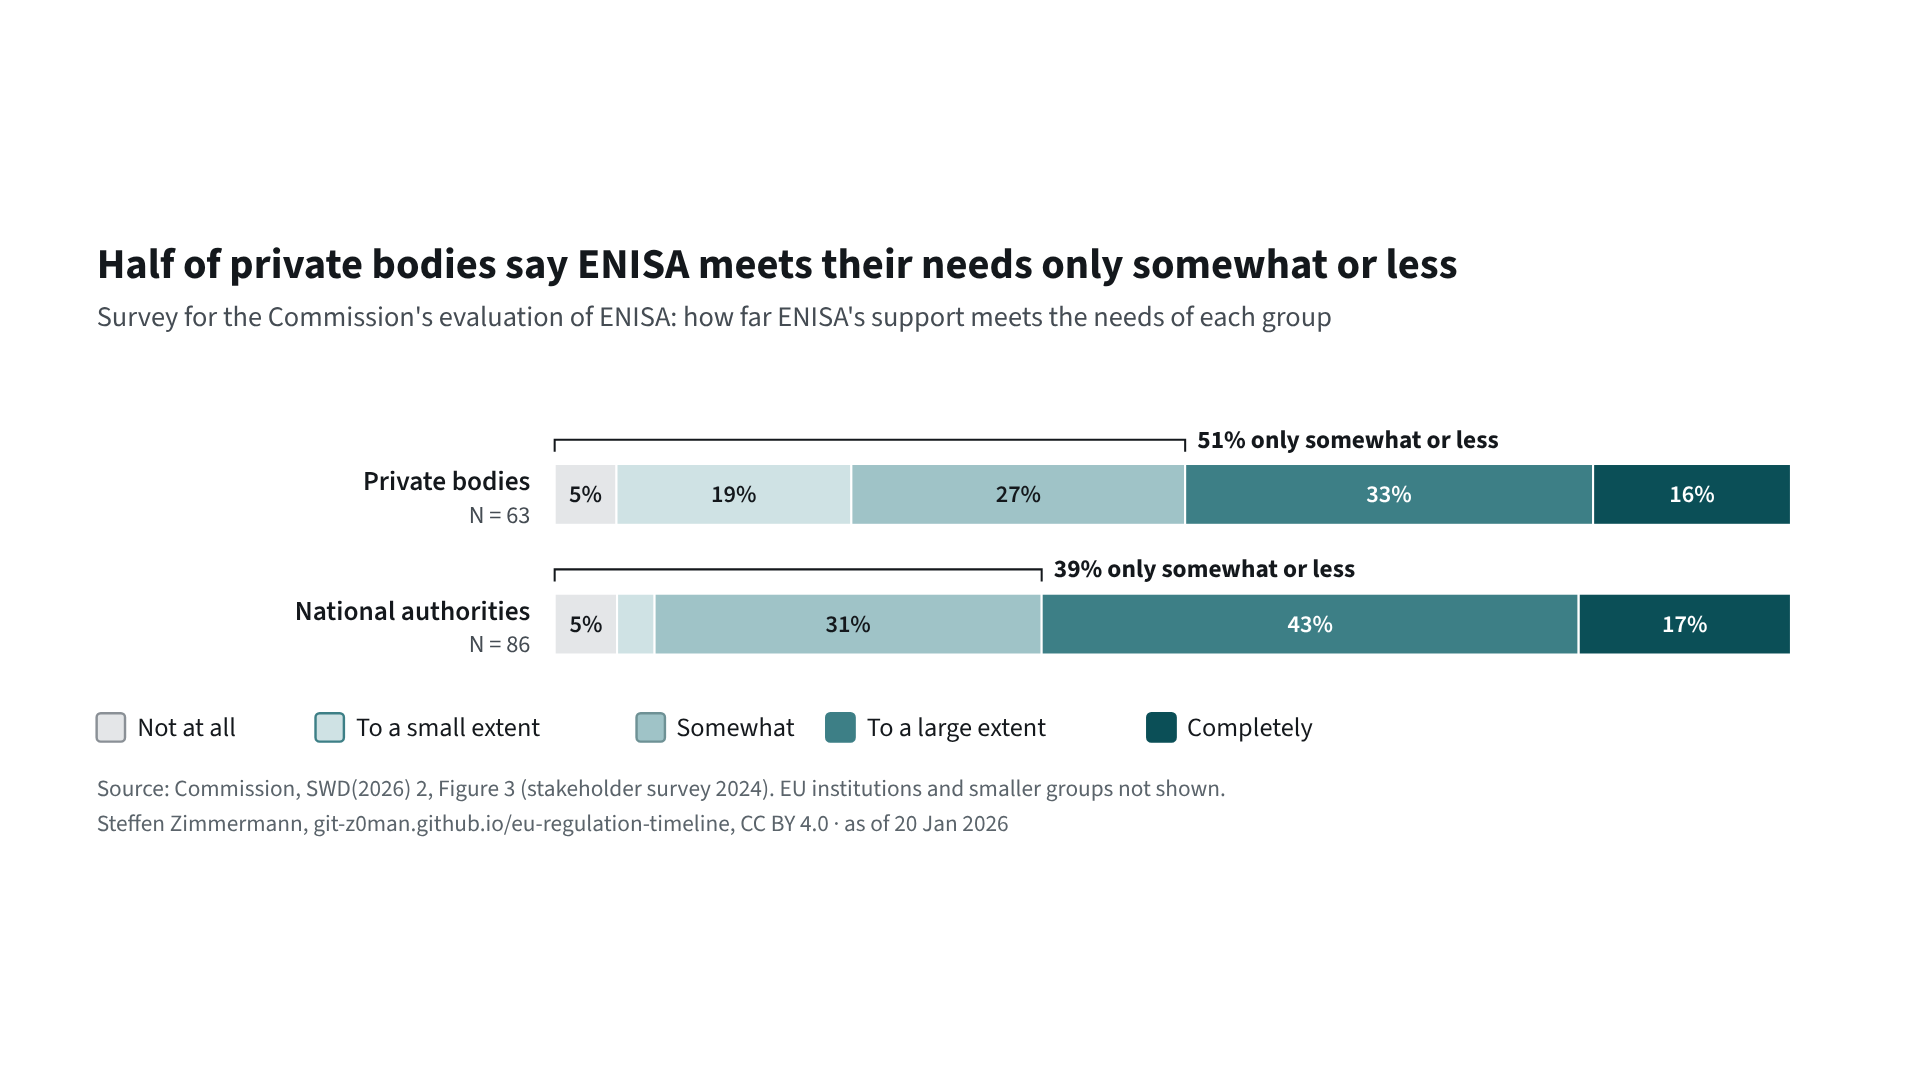 Half of private bodies say ENISA meets their needs only somewhat or less
Survey for the Commission's evaluation of ENISA: how far ENISA's support meets the needs of each group
51% only somewhat or less
Private bodies
N = 63
5% 19% 27% 33% 16%
39% only somewhat or less
National authorities
N = 86
5% 31% 43% 17%
Not at all To a small extent Somewhat To a large extent Completely
Source: Commission, SWD(2026) 2, Figure 3 (stakeholder survey 2024). EU institutions and smaller groups not shown.
Steffen Zimmermann, git-z0man.github.io/eu-regulation-timeline, CC BY 4.0 · as of 20 Jan 2026